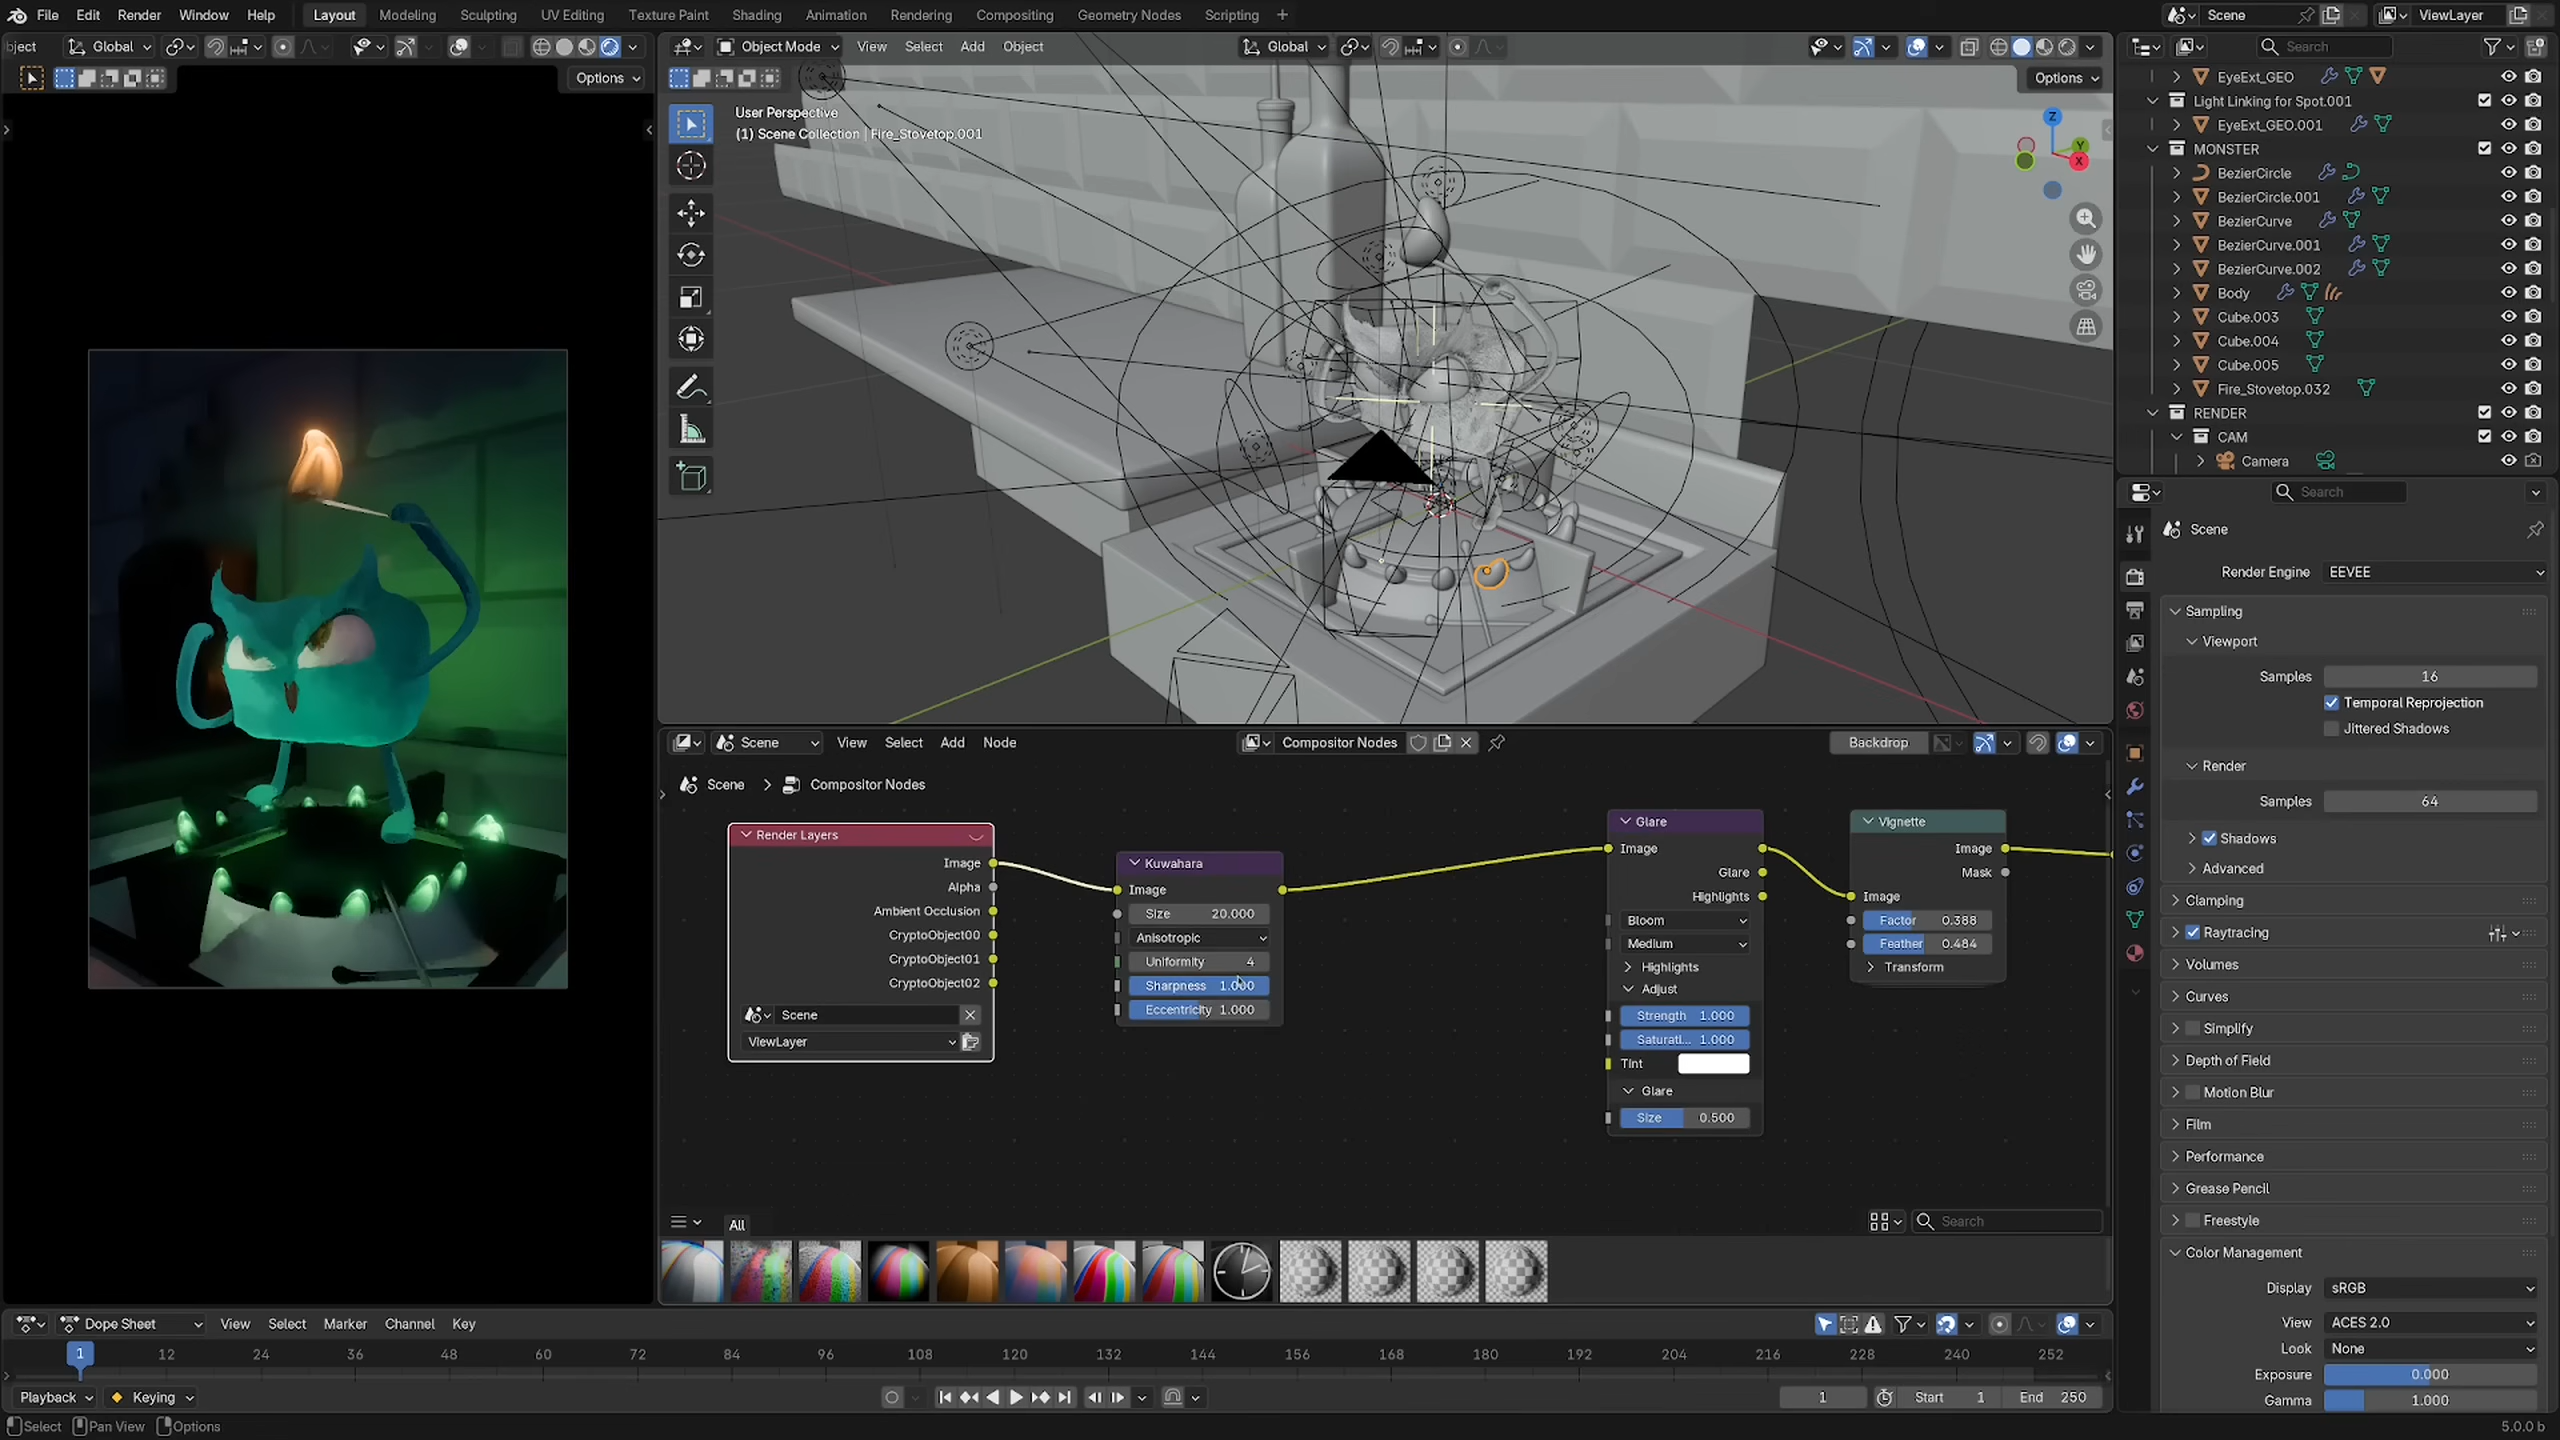 File Edit Render Window Help Layout Modeling Sculpting UV Editing Texture Paint Shading Animation Rendering Compositing Geometry Nodes Scripting +
Scene ViewLayer
bject Global
Options
Object Mode View Select Add Object Global
Options
User Perspective
(1) Scene Collection | Fire_Stovetop.001
Z
Y
X
Search
EyeExt_GEO
Light Linking for Spot.001
EyeExt_GEO.001
MONSTER
BezierCircle
BezierCircle.001
BezierCurve
BezierCurve.001
BezierCurve.002
Body
Cube.003
Cube.004
Cube.005
Fire_Stovetop.032
RENDER
CAM
Camera
Search
Scene
Render Engine EEVEE
Sampling
Viewport
Samples 16
Temporal Reprojection
Jittered Shadows
Render
Samples 64
Shadows
Advanced
Clamping
Raytracing
Volumes
Curves
Simplify
Depth of Field
Motion Blur
Film
Performance
Grease Pencil
Freestyle
Color Management
Display sRGB
View ACES 2.0
Look None
Exposure 0.000
Gamma 1.000
Scene View Select Add Node Compositor Nodes Backdrop
Scene > Compositor Nodes
Render Layers
Image
Alpha
Ambient Occlusion
CryptoObject00
CryptoObject01
CryptoObject02
Scene
ViewLayer
Kuwahara
Image
Size 20.000
Anisotropic
Uniformity 4
Sharpness 1.000
Eccentricity 1.000
Glare
Image
Glare
Highlights
Bloom
Medium
Highlights
Adjust
Strength 1.000
Saturati... 1.000
Tint
Glare
Size 0.500
Vignette
Image
Mask
Image
Factor 0.388
Feather 0.484
Transform
All
Search
Dope Sheet View Select Marker Channel Key
1 12 24 36 48 60 72 84 96 108 120 132 144 156 168 180 192 204 216 228 240 252
Playback Keying 1 Start 1 End 250
Select Pan View Options 5.0.0 b